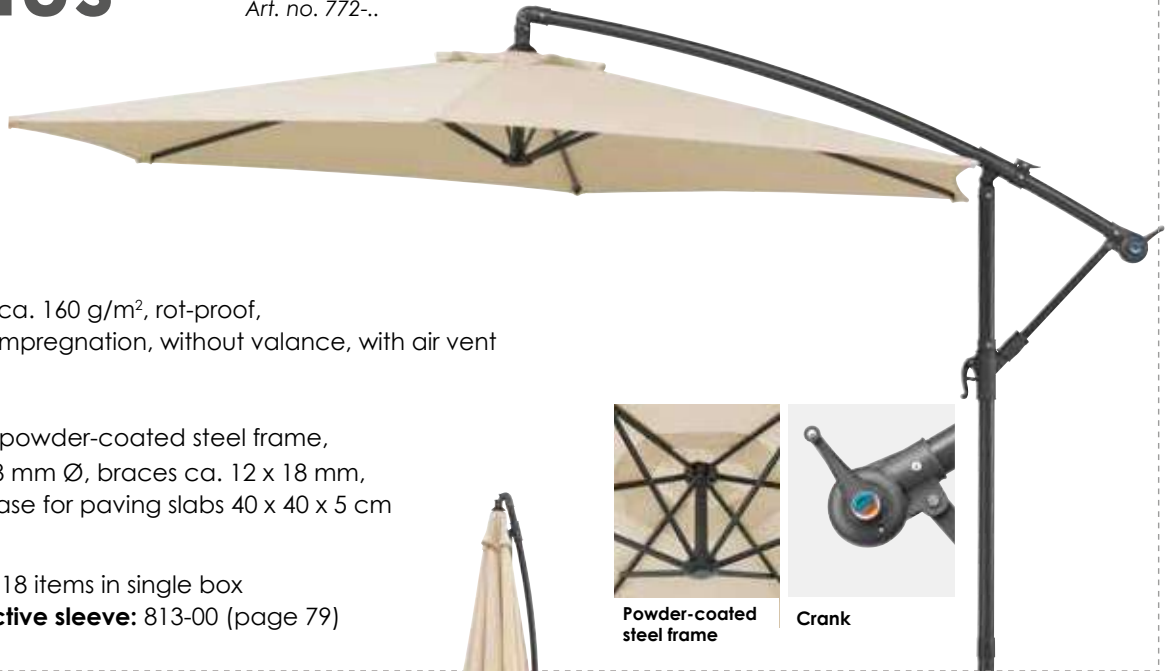 Art. no. 772-..
ca. 160 g/m², rot-proof,
mpregnation, without valance, with air vent
powder-coated steel frame,
mm Ø, braces ca. 12 x 18 mm,
ase for paving slabs 40 x 40 x 5 cm
18 items in single box
ctive sleeve: 813-00 (page 79)
Powder-coated
steel frame
Crank